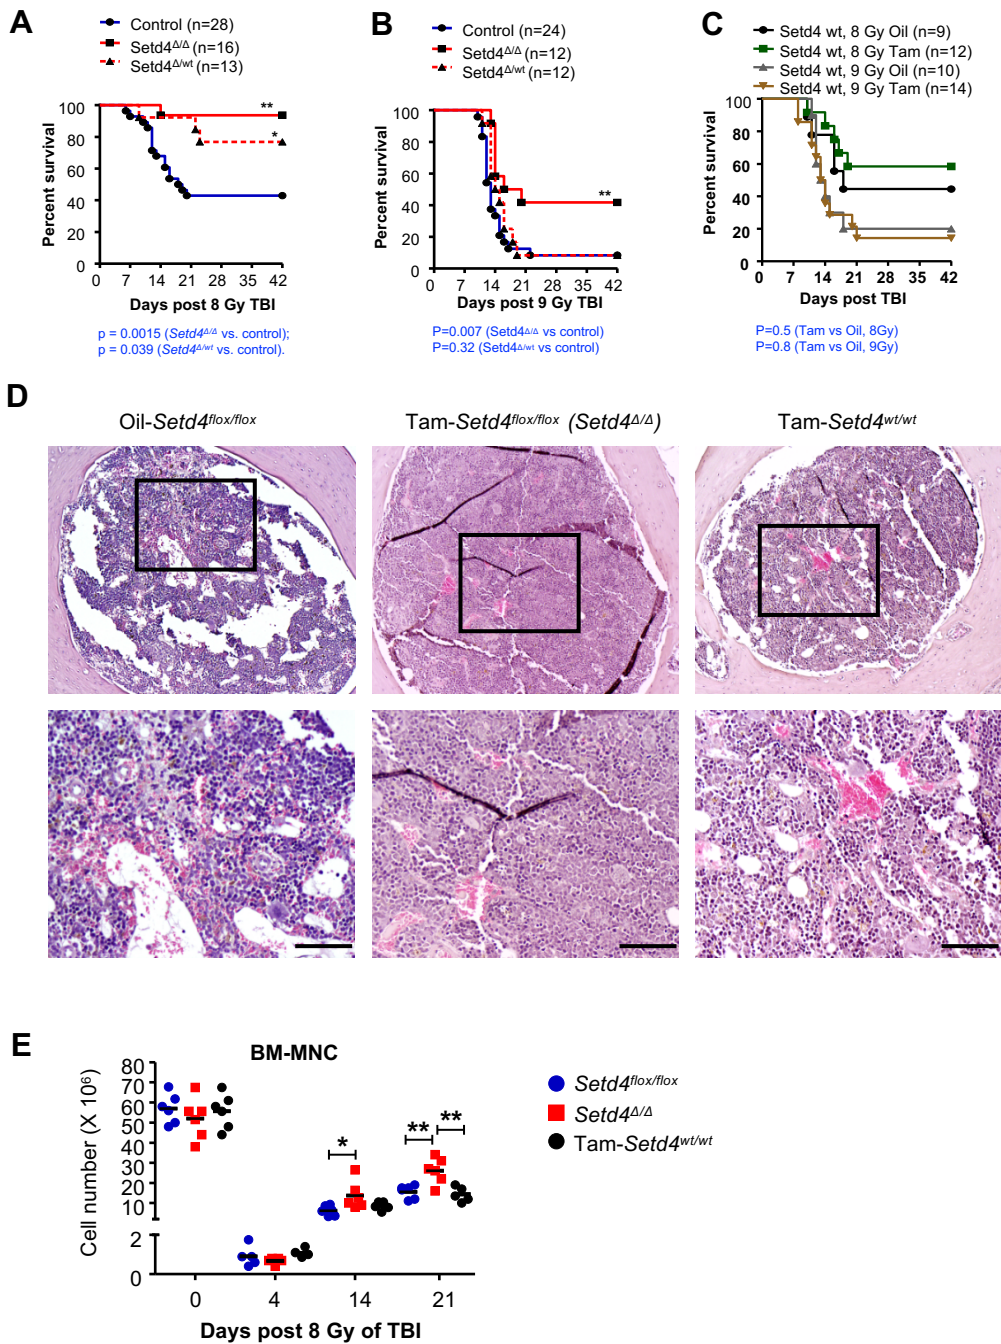 A
Control (n=28)
Setd4Δ/Δ (n=16)
Setd4Δ/wt (n=13)
Percent survival
100
80
60
40
20
0
**
*
0 7 14 21 28 35 42
Days post 8 Gy TBI
p = 0.0015 (Setd4Δ/Δ vs. control);
p = 0.039 (Setd4Δ/wt vs. control).
B
Control (n=24)
Setd4Δ/Δ (n=12)
Setd4Δ/wt (n=12)
Percent survival
100
80
60
40
20
0
**
0 7 14 21 28 35 42
Days post 9 Gy TBI
P=0.007 (Setd4Δ/Δ vs control)
P=0.32 (Setd4Δ/wt vs control)
C
Setd4 wt, 8 Gy Oil (n=9)
Setd4 wt, 8 Gy Tam (n=12)
Setd4 wt, 9 Gy Oil (n=10)
Setd4 wt, 9 Gy Tam (n=14)
Percent survival
100
80
60
40
20
0
0 7 14 21 28 35 42
Days post TBI
P=0.5 (Tam vs Oil, 8Gy)
P=0.8 (Tam vs Oil, 9Gy)
D
Oil-Setd4flox/flox
Tam-Setd4flox/flox (Setd4Δ/Δ)
Tam-Setd4wt/wt
E
BM-MNC
Cell number (X 10⁶)
80
70
60
50
40
30
20
10
2
0
*
**
**
Setd4flox/flox
Setd4Δ/Δ
Tam-Setd4wt/wt
0 4 14 21
Days post 8 Gy of TBI